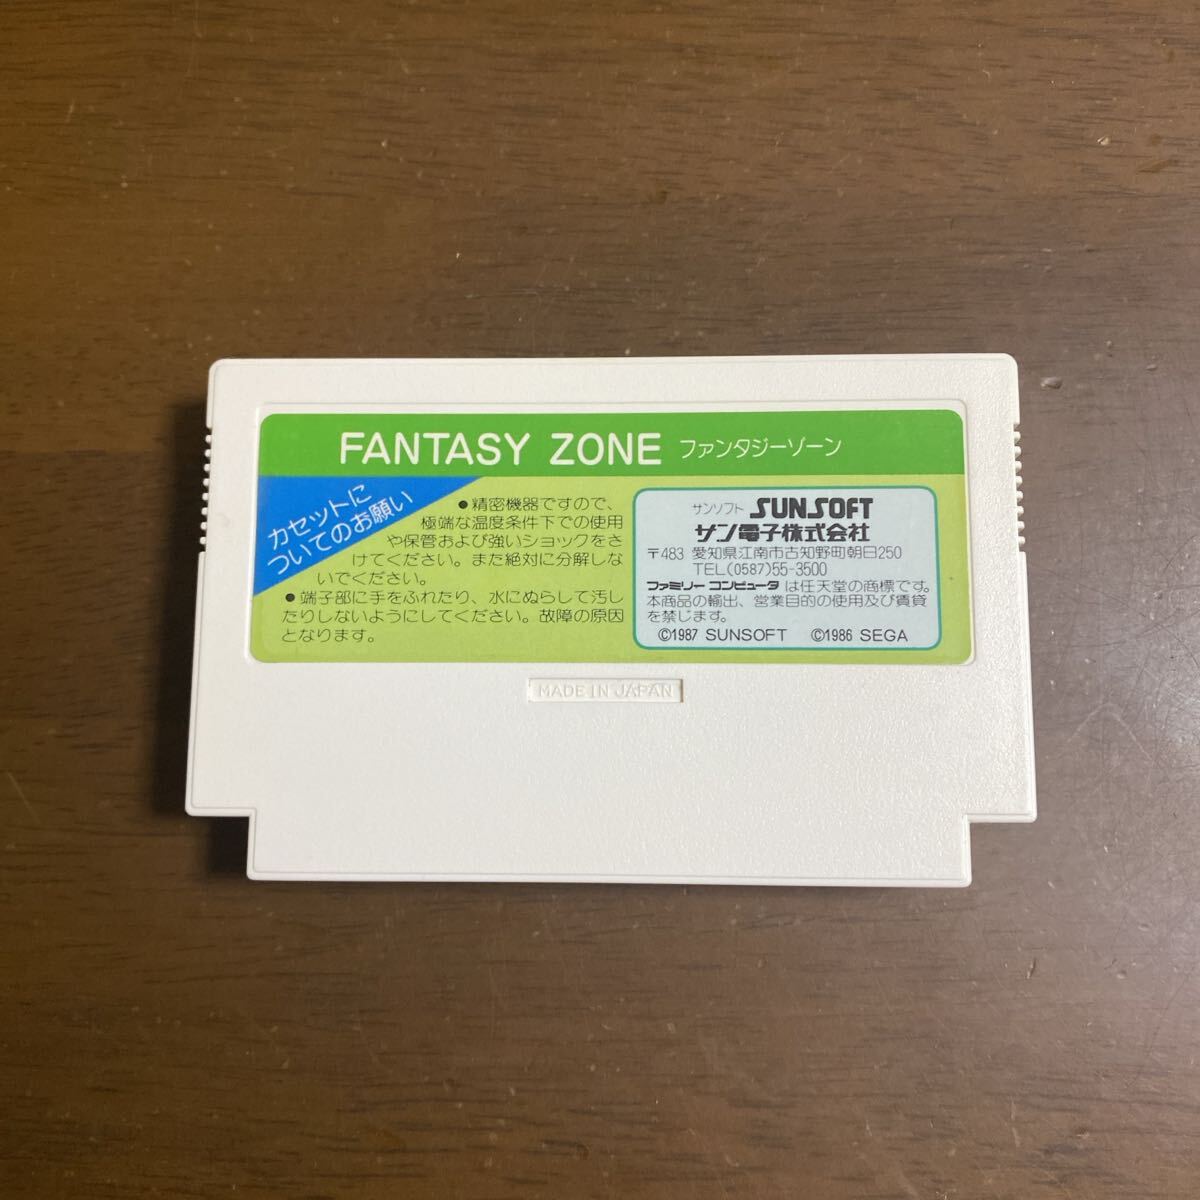 FANTASY ZONE ファンタジーゾーン
カセットに
ついてのお願い
●精密機器ですので、
極端な温度条件下での使用
や保管および強いショックをさ
けてください。また絶対に分解しな
いでください。
●端子部に手をふれたり、水にぬらして汚し
たりしないようにしてください。故障の原因
となります。
サンソフト SUNSOFT
サン電子株式会社
〒483 愛知県江南市古知野町朝日250
TEL(0587)55-3500
ファミリーコンピュータは任天堂の商標です。
本商品の輸出、営業目的の使用及び賃貸
を禁じます。
©1987 SUNSOFT ©1986 SEGA
MADE IN JAPAN